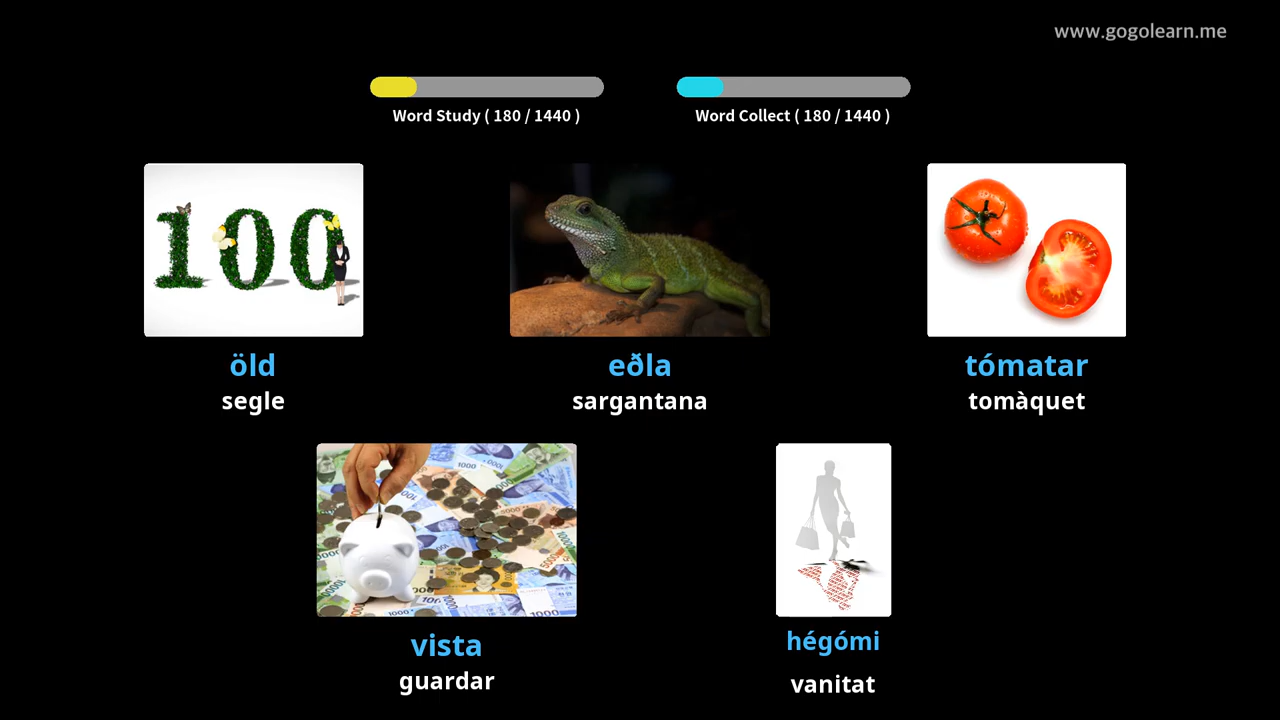 www.gogolearn.me
Word Study ( 180 / 1440 )
Word Collect ( 180 / 1440 )
100
öld
segle
eðla
sargantana
tómatar
tomàquet
vista
guardar
hégómi
vanitat